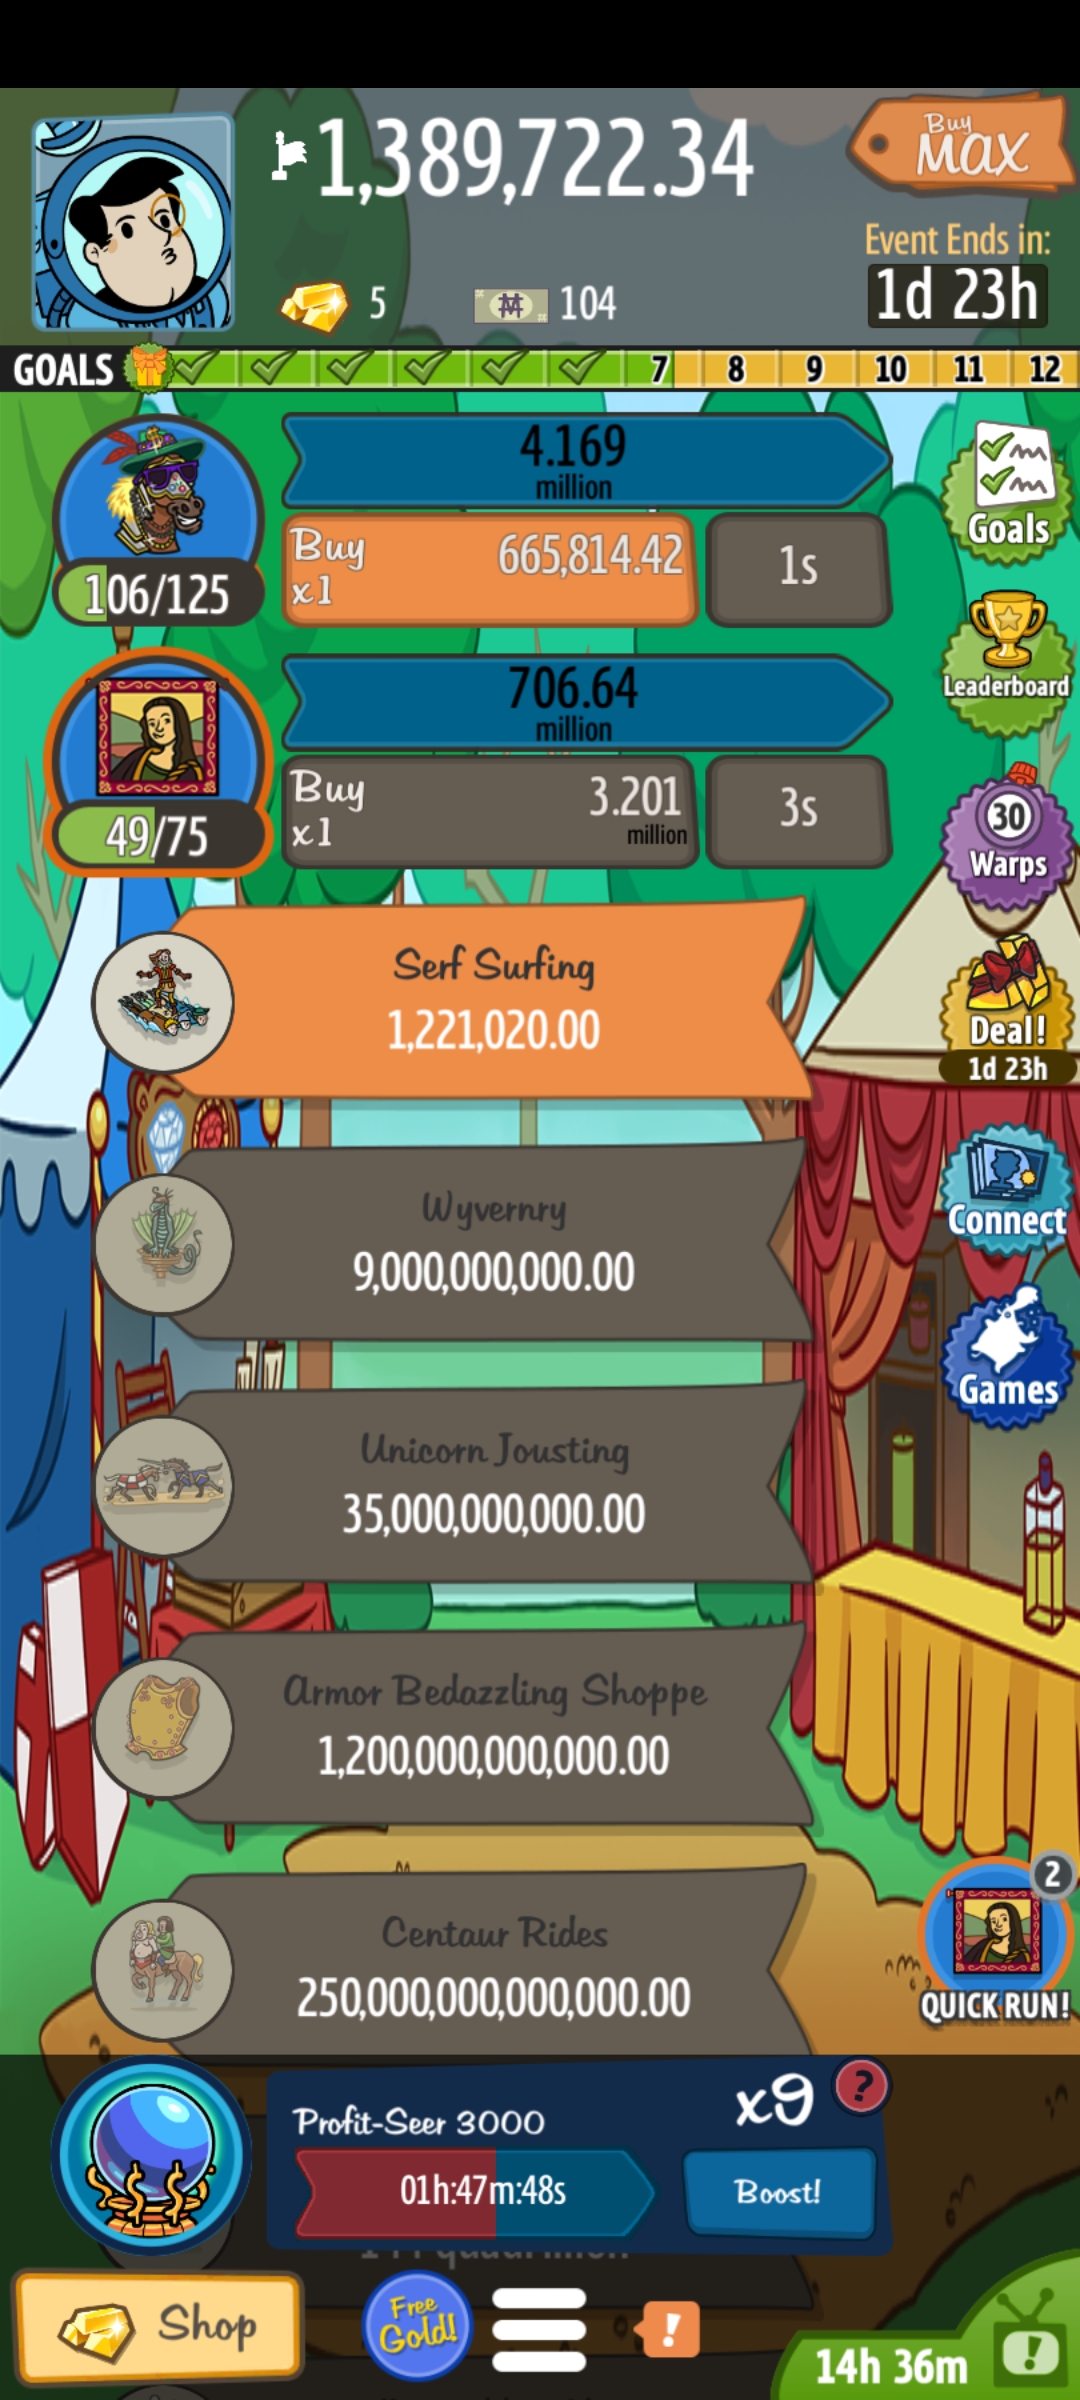 1,389,722.34
Buy
MAX
5
104
Event Ends in:
1d 23h
GOALS 7 8 9 10 11 12
4.169
million
Buy
x1
665,814.42
1s
106/125
Goals
Leaderboard
706.64
million
Buy
x1
3.201
million
3s
49/75
30
Warps
Serf Surfing
1,221,020.00
Deal!
1d 23h
Wyvernry
9,000,000,000.00
Connect
Unicorn Jousting
35,000,000,000.00
Games
Armor Bedazzling Shoppe
1,200,000,000,000.00
Centaur Rides
250,000,000,000,000.00
2
QUICK RUN!
Profit-Seer 3000
x9
?
01h:47m:48s
Boost!
Shop
Free
Gold!
!
14h 36m
!